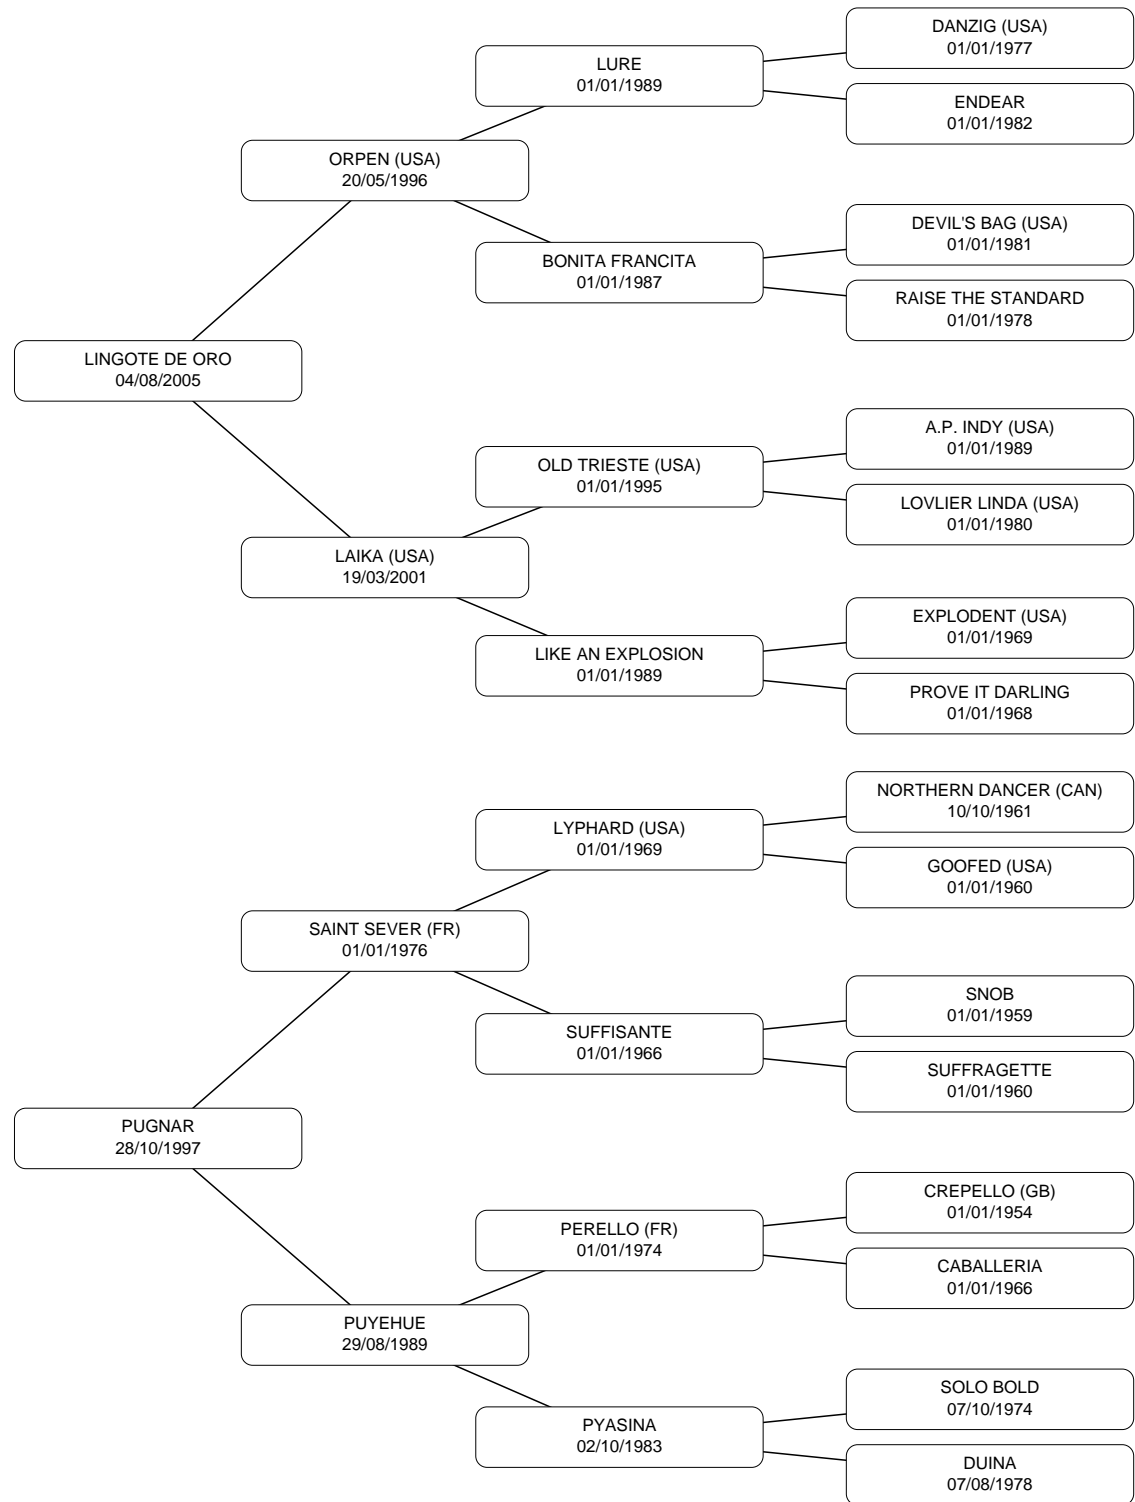 DANZIG (USA)
01/01/1977
LURE
01/01/1989
ENDEAR
01/01/1982
ORPEN (USA)
20/05/1996
DEVIL'S BAG (USA)
01/01/1981
BONITA FRANCITA
01/01/1987
RAISE THE STANDARD
01/01/1978
LINGOTE DE ORO
04/08/2005
A.P. INDY (USA)
01/01/1989
OLD TRIESTE (USA)
01/01/1995
LOVLIER LINDA (USA)
01/01/1980
LAIKA (USA)
19/03/2001
EXPLODENT (USA)
01/01/1969
LIKE AN EXPLOSION
01/01/1989
PROVE IT DARLING
01/01/1968
NORTHERN DANCER (CAN)
10/10/1961
LYPHARD (USA)
01/01/1969
GOOFED (USA)
01/01/1960
SAINT SEVER (FR)
01/01/1976
SNOB
01/01/1959
SUFFISANTE
01/01/1966
SUFFRAGETTE
01/01/1960
PUGNAR
28/10/1997
CREPELLO (GB)
01/01/1954
PERELLO (FR)
01/01/1974
CABALLERIA
01/01/1966
PUYEHUE
29/08/1989
SOLO BOLD
07/10/1974
PYASINA
02/10/1983
DUINA
07/08/1978